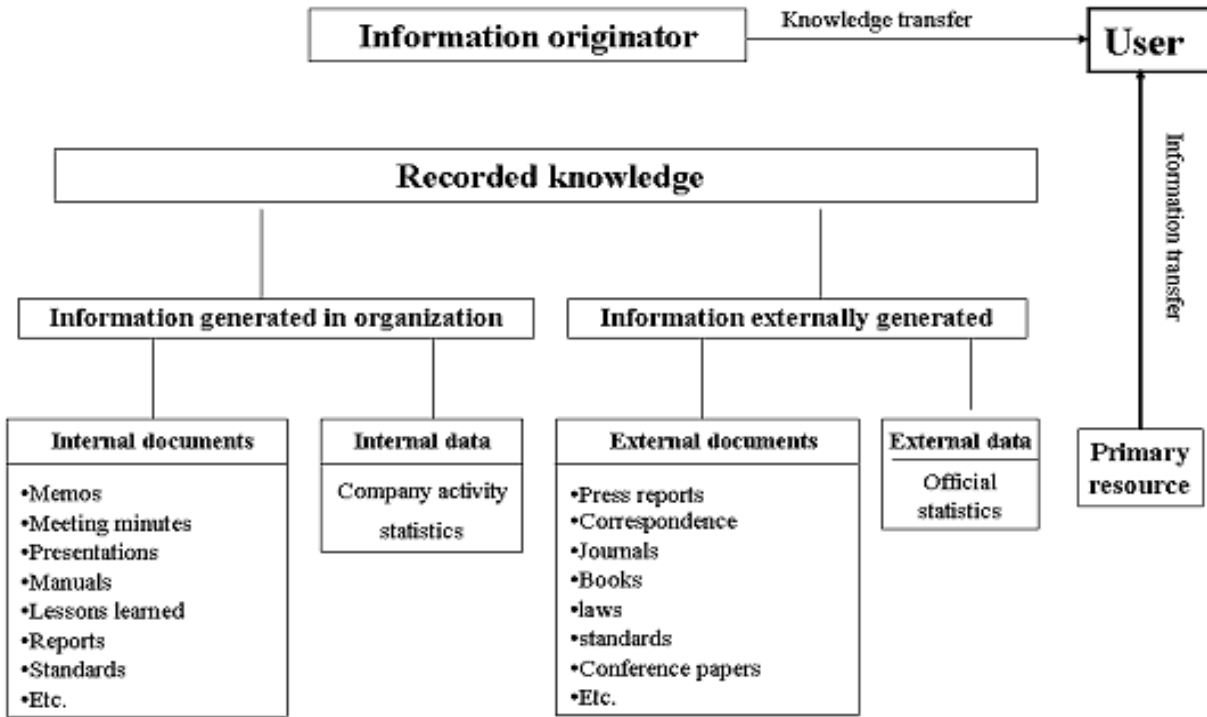 Information originator
Knowledge transfer
User
Information transfer
Recorded knowledge
Information generated in organization
Information externally generated
Internal documents
•Memos
•Meeting minutes
•Presentations
•Manuals
•Lessons learned
•Reports
•Standards
•Etc.
Internal data
Company activity
statistics
External documents
•Press reports
•Correspondence
•Journals
•Books
•laws
•standards
•Conference papers
•Etc.
External data
Official
statistics
Primary
resource